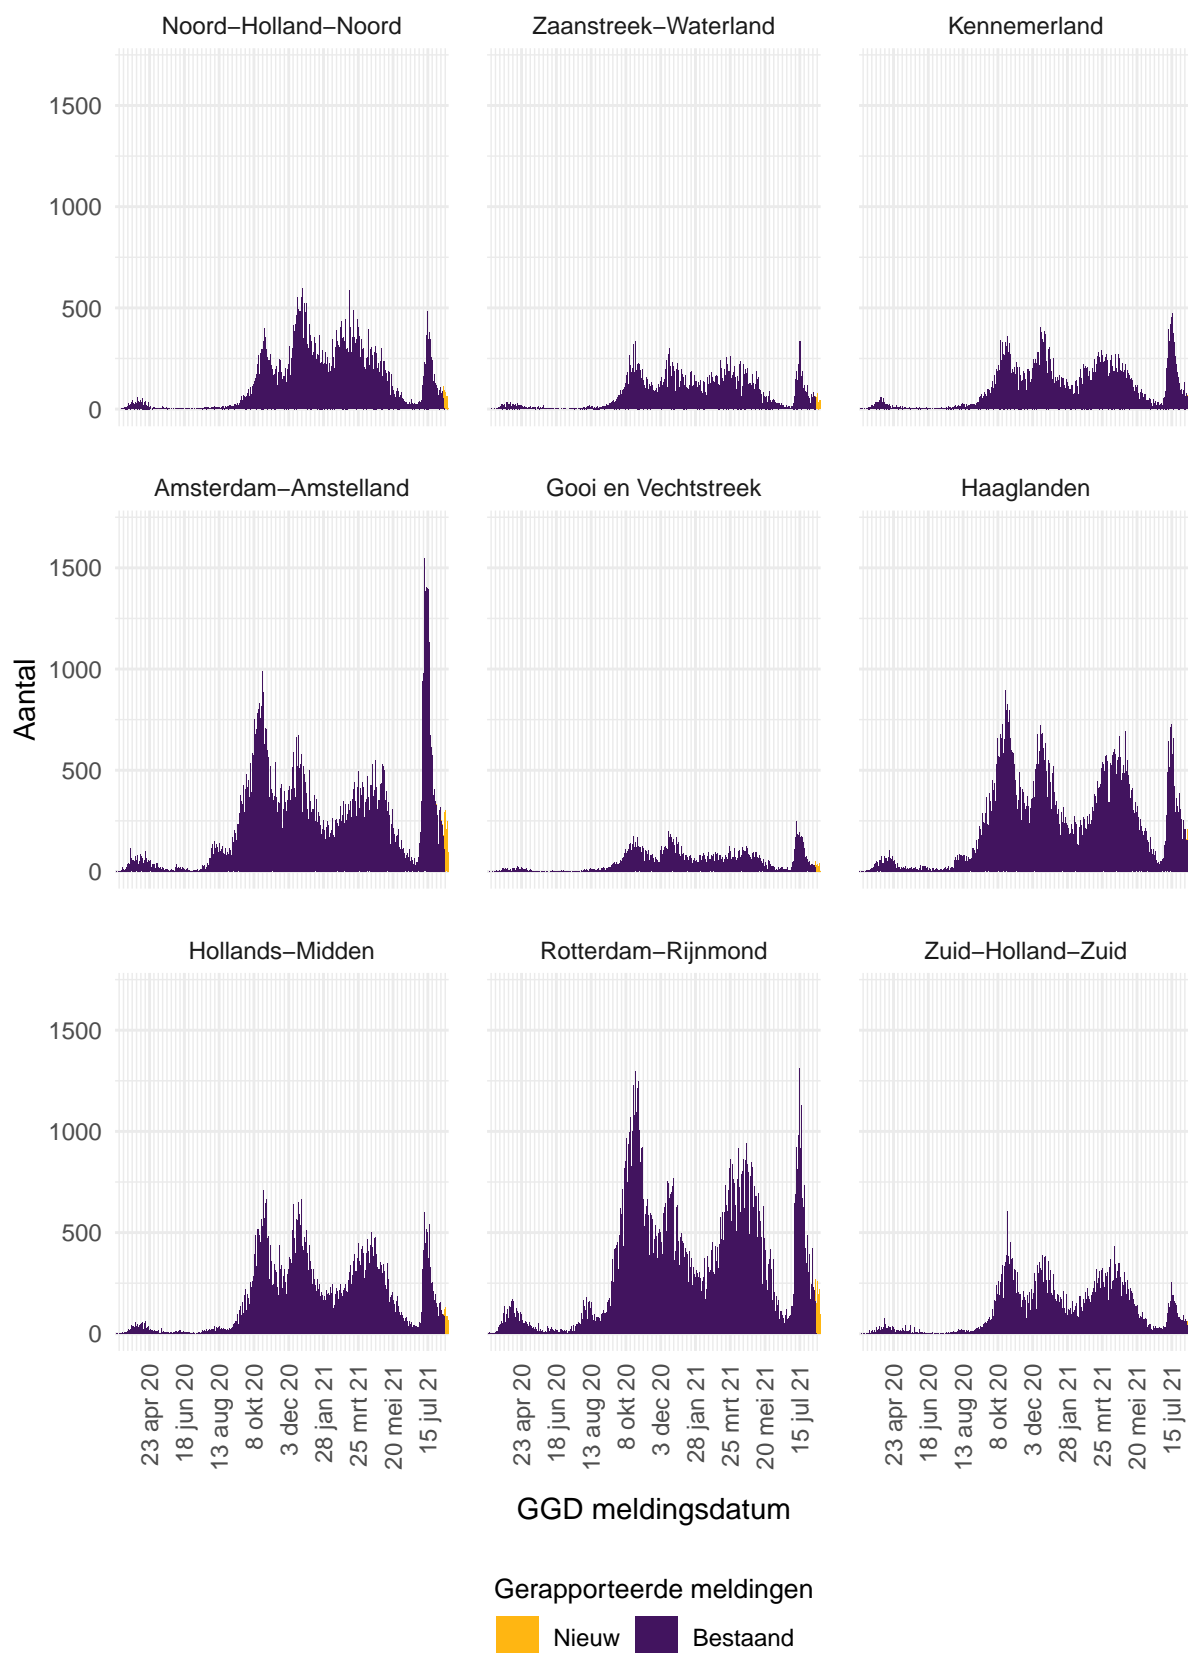 Noord−Holland−Noord Zaanstreek−Waterland Kennemerland
1500
1000
500
0
Amsterdam−Amstelland Gooi en Vechtstreek Haaglanden
1500
1000
500
0
Aantal
Hollands−Midden Rotterdam−Rijnmond Zuid−Holland−Zuid
1500
1000
500
0
23 apr 20 18 jun 20 13 aug 20 8 okt 20 3 dec 20 28 jan 21 25 mrt 21 20 mei 21 15 jul 21 23 apr 20 18 jun 20 13 aug 20 8 okt 20 3 dec 20 28 jan 21 25 mrt 21 20 mei 21 15 jul 21 23 apr 20 18 jun 20 13 aug 20 8 okt 20 3 dec 20 28 jan 21 25 mrt 21 20 mei 21 15 jul 21
GGD meldingsdatum
Gerapporteerde meldingen
Nieuw Bestaand